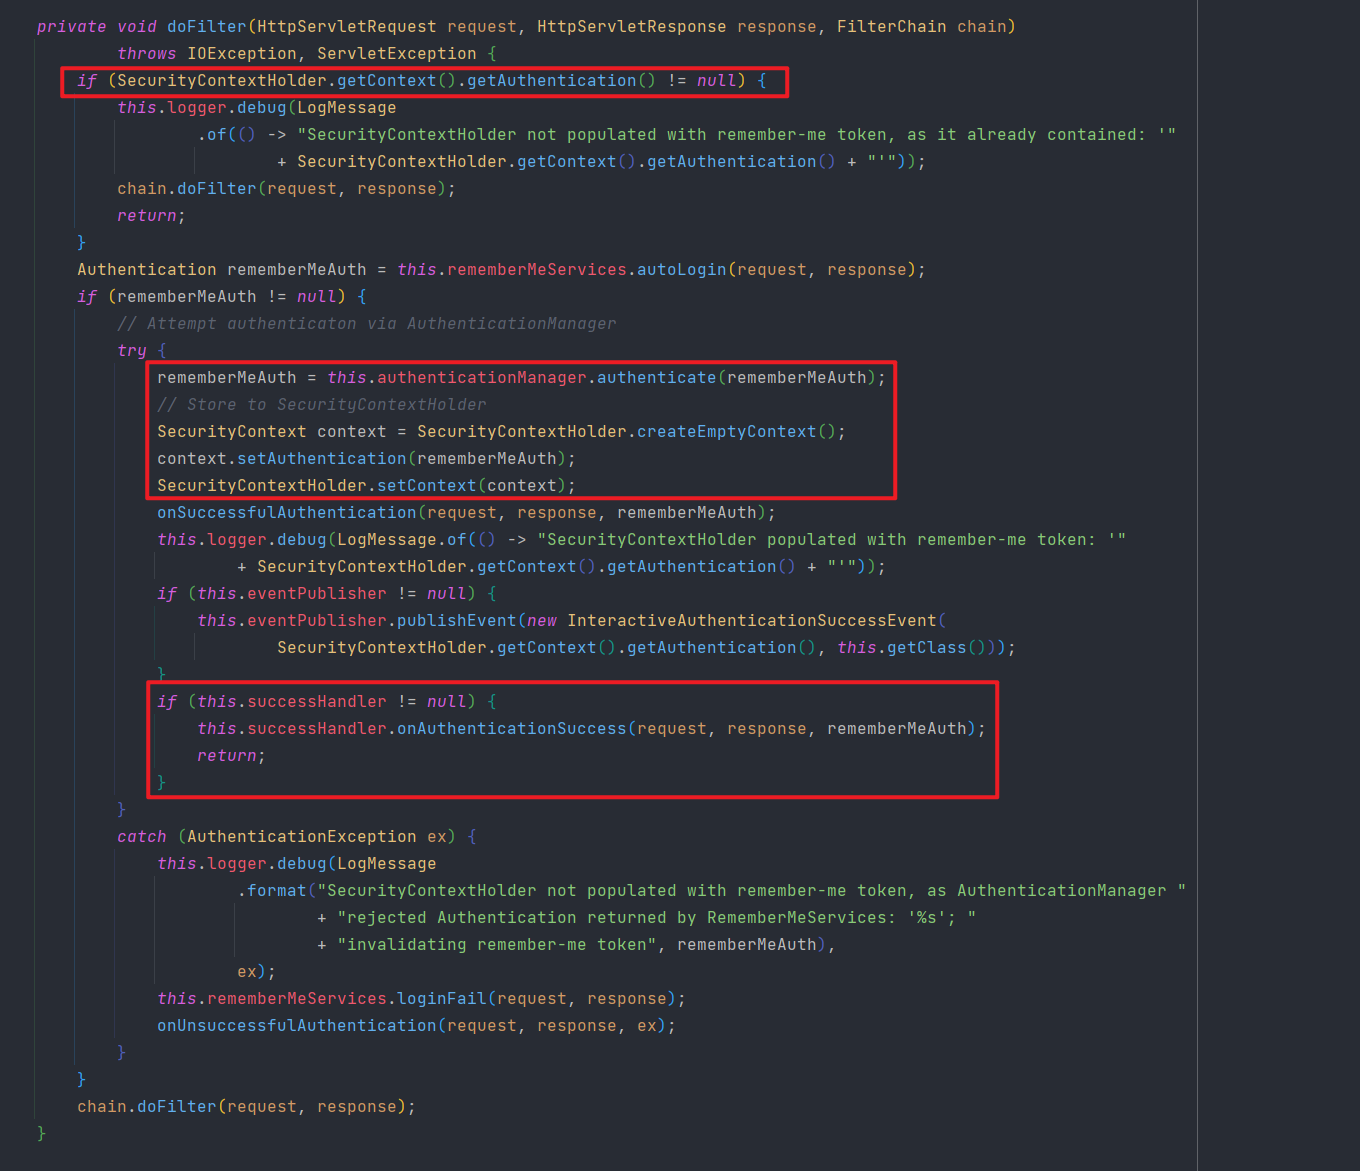 private void doFilter(HttpServletRequest request, HttpServletResponse response, FilterChain chain)
throws IOException, ServletException {
if (SecurityContextHolder.getContext().getAuthentication() != null) {
this.logger.debug(LogMessage
.of(() -> "SecurityContextHolder not populated with remember-me token, as it already contained: '"
+ SecurityContextHolder.getContext().getAuthentication() + "'"));
chain.doFilter(request, response);
return;
}
Authentication rememberMeAuth = this.rememberMeServices.autoLogin(request, response);
if (rememberMeAuth != null) {
// Attempt authenticaton via AuthenticationManager
try {
rememberMeAuth = this.authenticationManager.authenticate(rememberMeAuth);
// Store to SecurityContextHolder
SecurityContext context = SecurityContextHolder.createEmptyContext();
context.setAuthentication(rememberMeAuth);
SecurityContextHolder.setContext(context);
onSuccessfulAuthentication(request, response, rememberMeAuth);
this.logger.debug(LogMessage.of(() -> "SecurityContextHolder populated with remember-me token: '"
+ SecurityContextHolder.getContext().getAuthentication() + "'"));
if (this.eventPublisher != null) {
this.eventPublisher.publishEvent(new InteractiveAuthenticationSuccessEvent(
SecurityContextHolder.getContext().getAuthentication(), this.getClass()));
}
if (this.successHandler != null) {
this.successHandler.onAuthenticationSuccess(request, response, rememberMeAuth);
return;
}
}
catch (AuthenticationException ex) {
this.logger.debug(LogMessage
.format("SecurityContextHolder not populated with remember-me token, as AuthenticationManager "
+ "rejected Authentication returned by RememberMeServices: '%s'; "
+ "invalidating remember-me token", rememberMeAuth),
ex);
this.rememberMeServices.loginFail(request, response);
onUnsuccessfulAuthentication(request, response, ex);
}
}
chain.doFilter(request, response);
}